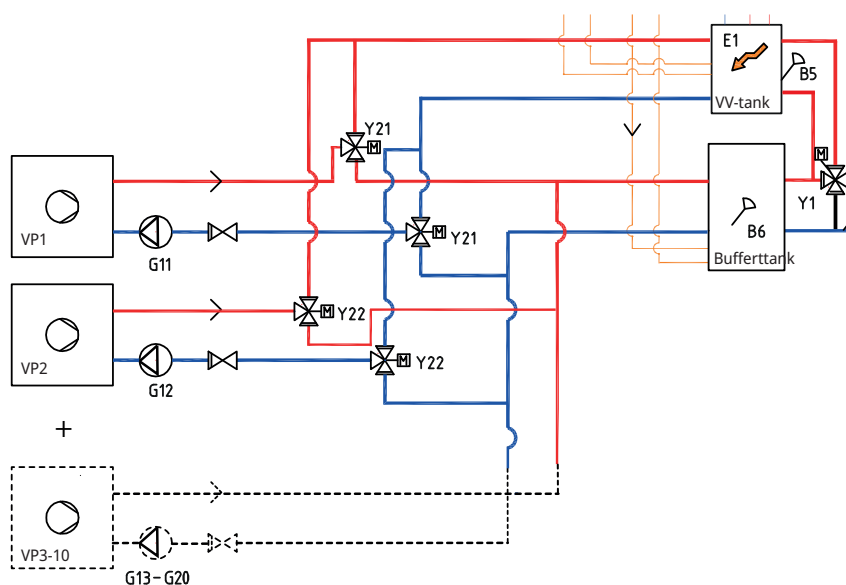 E1
B5
VV-tank
Y21
M
M
VP1
G11
M
Y21
Y1
B6
Bufferttank
M
Y22
VP2
G12
M
Y22
+
VP3-10
G13-G20